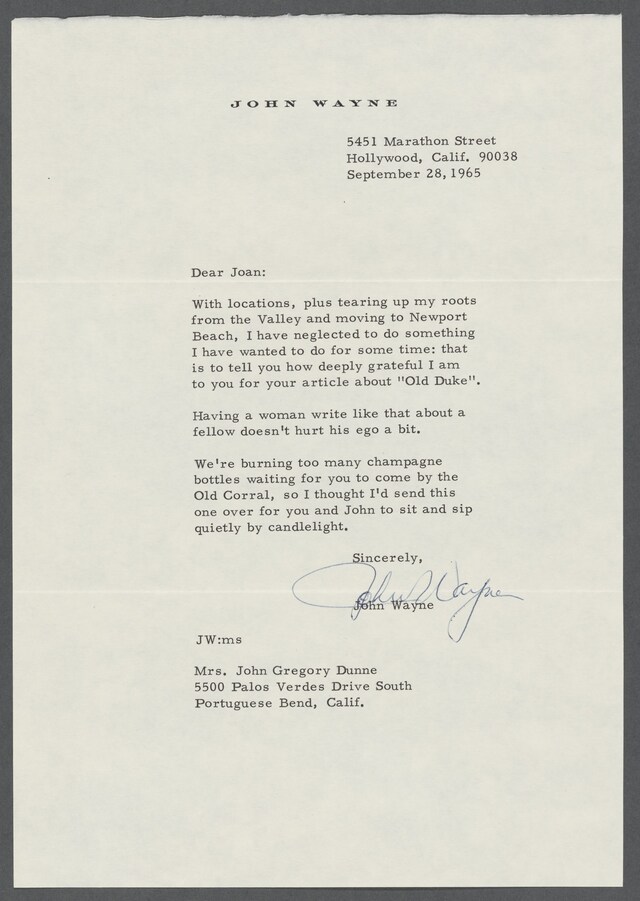 JOHN WAYNE
5451 Marathon Street
Hollywood, Calif. 90038
September 28, 1965
Dear Joan:
With locations, plus tearing up my roots
from the Valley and moving to Newport
Beach, I have neglected to do something
I have wanted to do for some time: that
is to tell you how deeply grateful I am
to you for your article about "Old Duke".
Having a woman write like that about a
fellow doesn't hurt his ego a bit.
We're burning too many champagne
bottles waiting for you to come by the
Old Corral, so I thought I'd send this
one over for you and John to sit and sip
quietly by candlelight.
Sincerely,
John Wayne
John Wayne
JW:ms
Mrs. John Gregory Dunne
5500 Palos Verdes Drive South
Portuguese Bend, Calif.